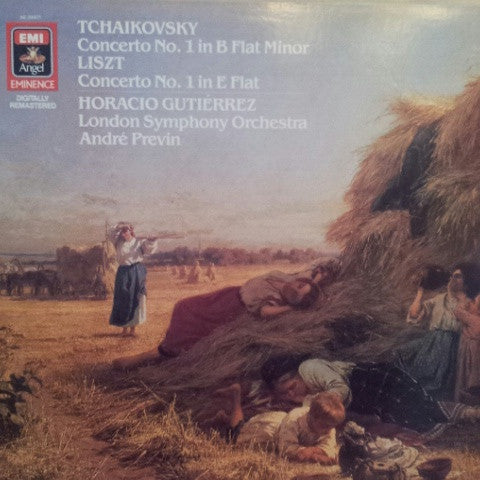 EMI
Angel
EMINENCE
DIGITALLY
REMASTERED
TCHAIKOVSKY
Concerto No. 1 in B Flat Minor
LISZT
Concerto No. 1 in E Flat
HORACIO GUTIÉRREZ
London Symphony Orchestra
André Previn